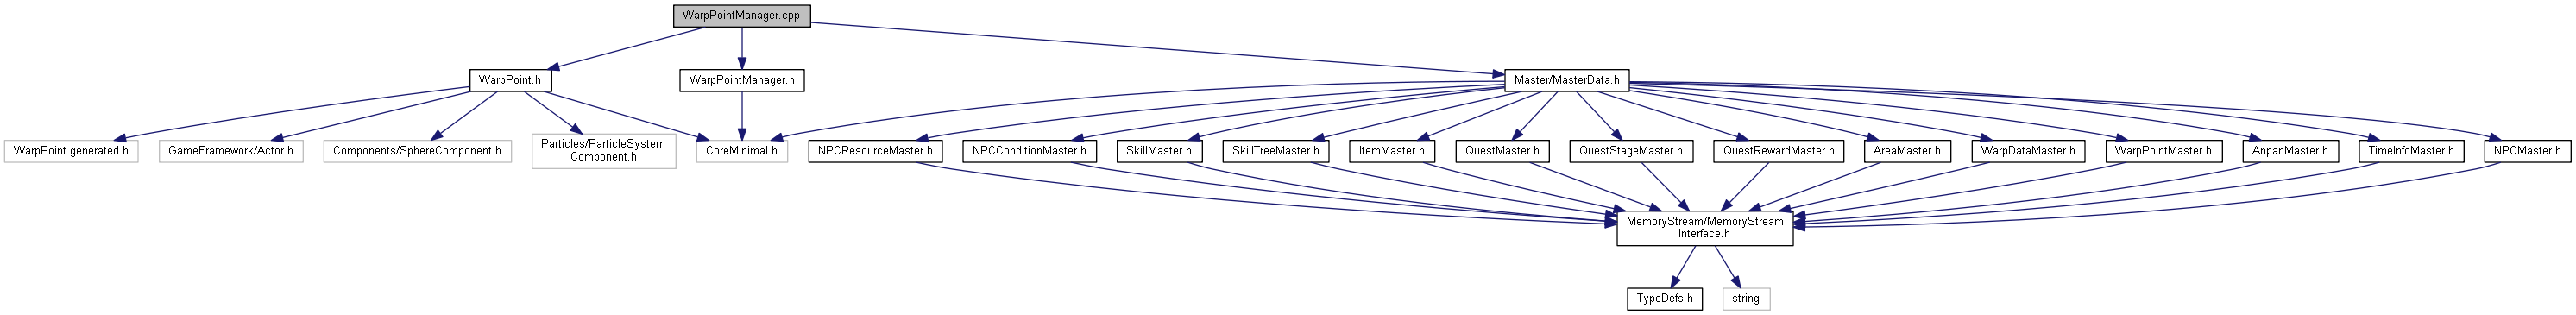 WarpPointManager.cpp
WarpPoint.h
WarpPointManager.h
Master/MasterData.h
WarpPoint.generated.h
GameFramework/Actor.h
Components/SphereComponent.h
Particles/ParticleSystem
Component.h
CoreMinimal.h
NPCResourceMaster.h
NPCConditionMaster.h
SkillMaster.h
SkillTreeMaster.h
ItemMaster.h
QuestMaster.h
QuestStageMaster.h
QuestRewardMaster.h
AreaMaster.h
WarpDataMaster.h
WarpPointMaster.h
AnpanMaster.h
TimeInfoMaster.h
NPCMaster.h
MemoryStream/MemoryStream
Interface.h
TypeDefs.h
string